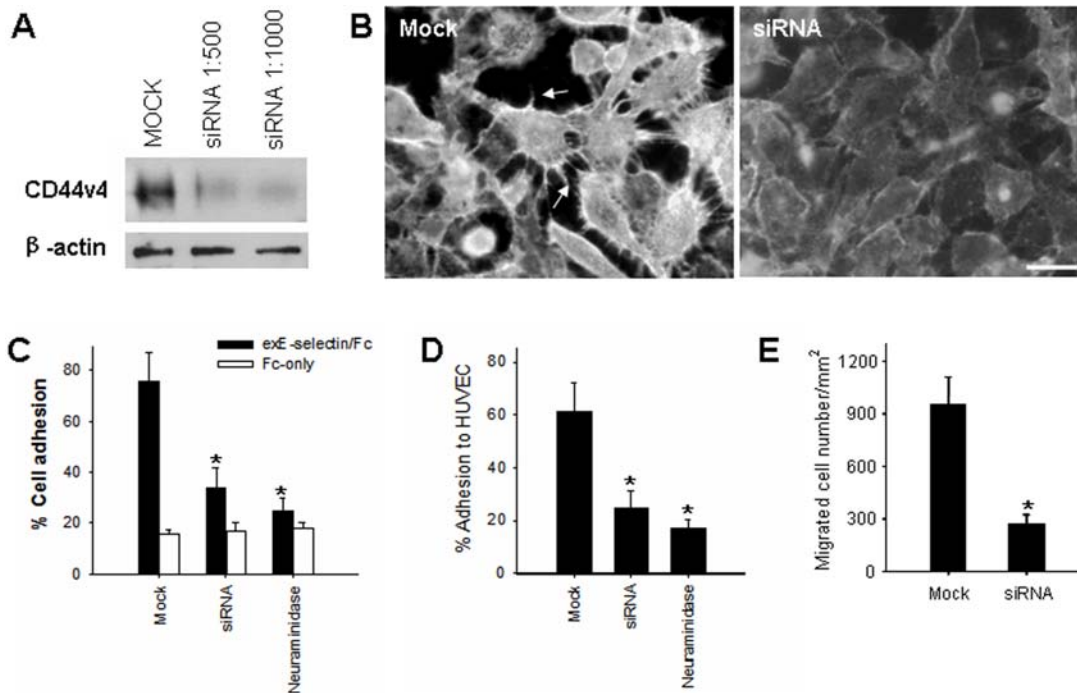 A
MOCK
siRNA 1:500
siRNA 1:1000
CD44v4
β-actin
B
Mock
siRNA
C
exE-selectin/Fc
Fc-only
% Cell adhesion
80
60
40
20
0
*
*
Mock
siRNA
Neuraminidase
D
% Adhesion to HUVEC
80
60
40
20
0
*
*
Mock
siRNA
Neuraminidase
E
Migrated cell number/mm²
1200
900
600
300
0
*
Mock
siRNA